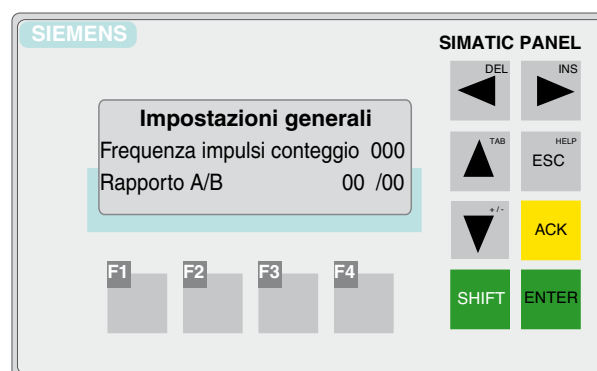 SIEMENS
SIMATIC PANEL
DEL
INS
Impostazioni generali
Frequenza impulsi conteggio 000
Rapporto A/B 00 /00
TAB
HELP
ESC
+/-
ACK
F1 F2 F3 F4
SHIFT
ENTER